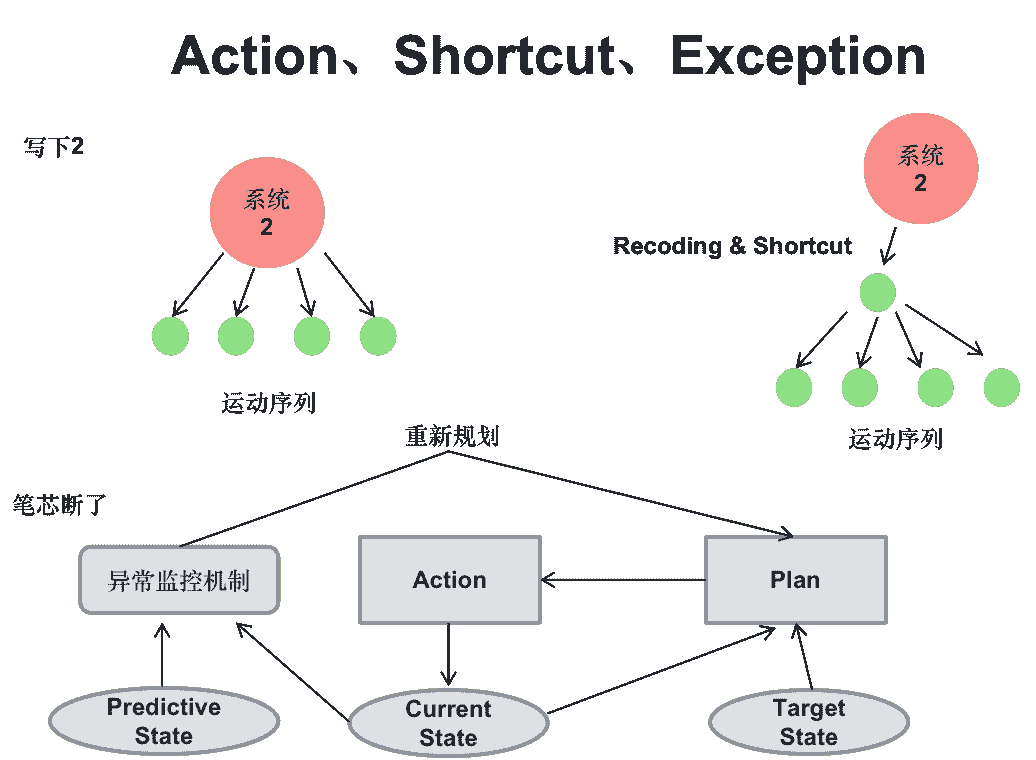 Action、Shortcut、Exception
写下2
系统
2
系统
2
Recoding & Shortcut
运动序列
运动序列
重新规划
笔芯断了
异常监控机制
Action
Plan
Predictive
State
Current
State
Target
State